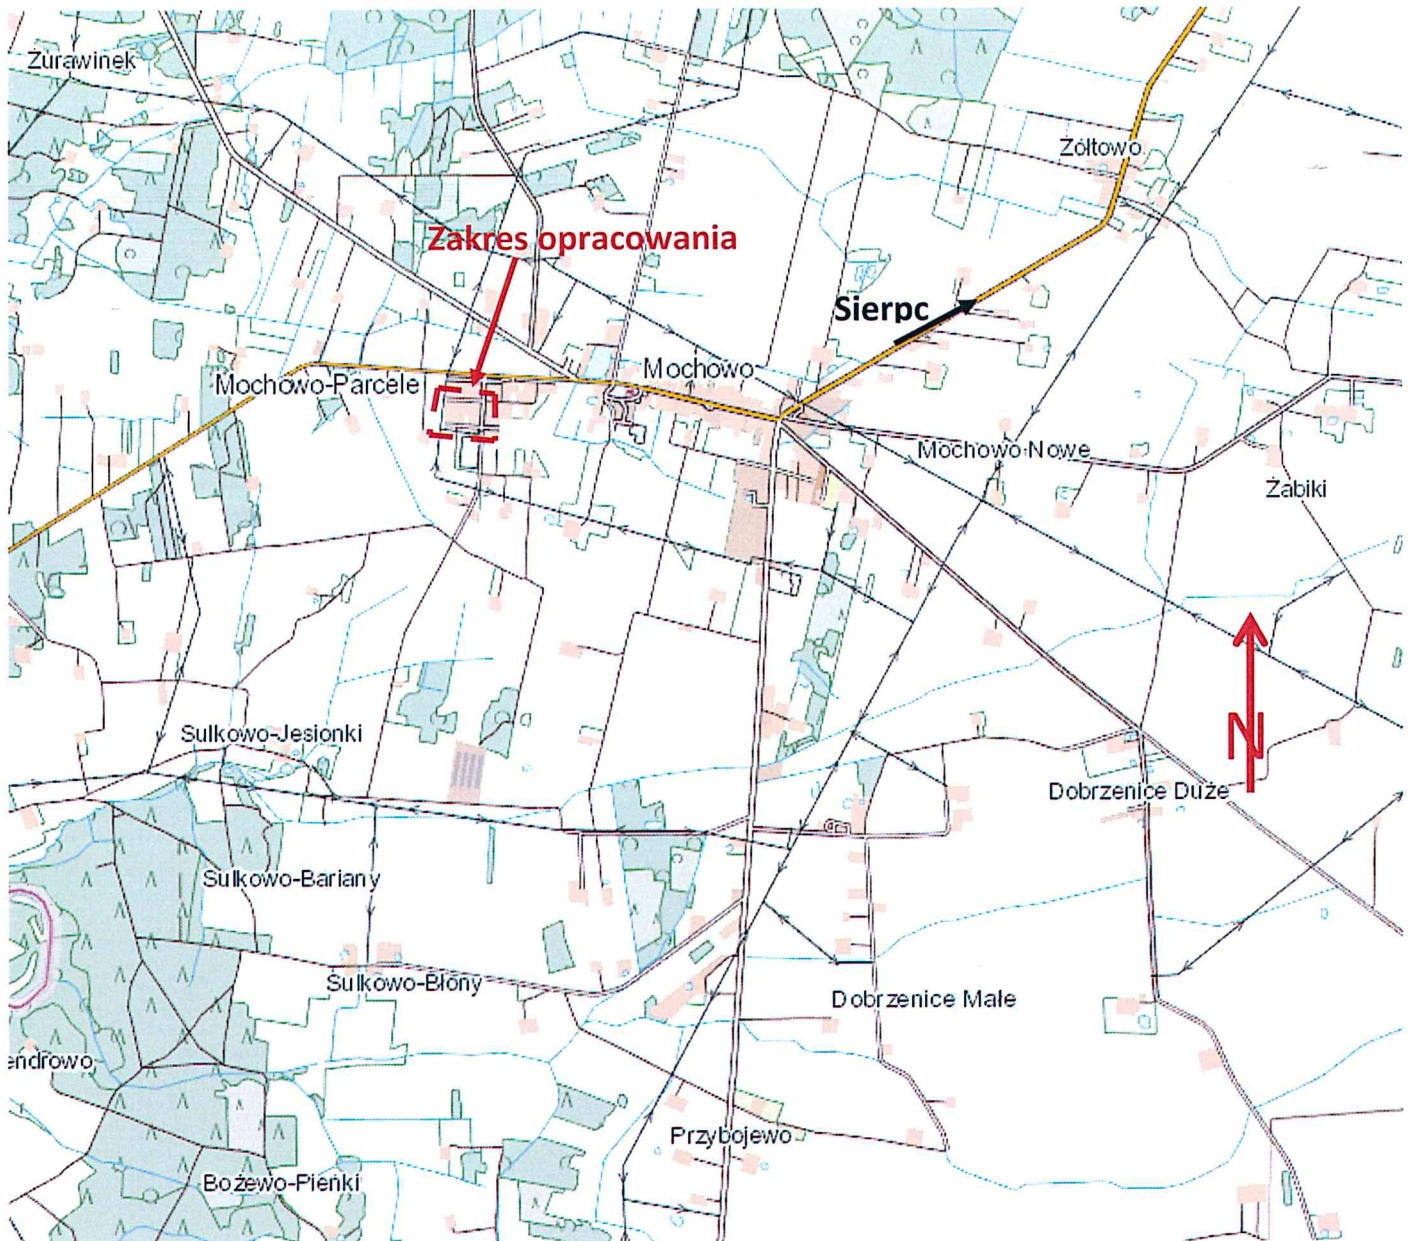 Żurawinek
Żółtowo
Zakres opracowania
Sierpc
Mochowo
Mochowo-Parcele
Mochowo-Nowe
Żabiki
N
Sulkowo-Jesionki
Dobrzenice Duże
Sulkowo-Bariany
Sulkowo-Błony
Dobrzenice Małe
endrowo
Przybojewo
Bożewo-Pieńki